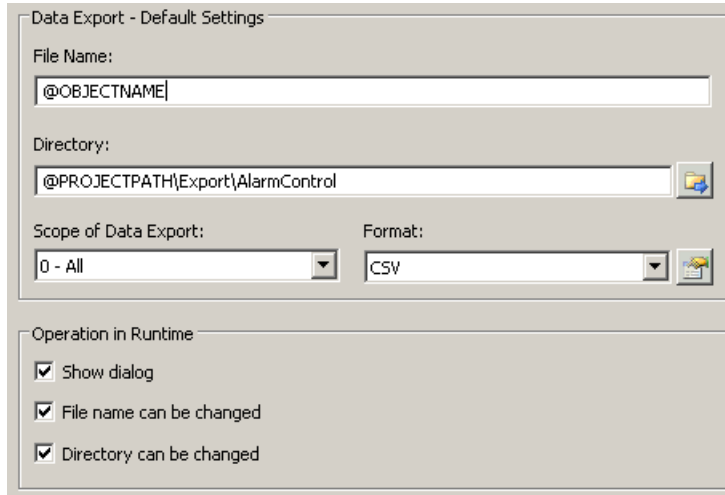 Data Export - Default Settings
File Name:
@OBJECTNAME
Directory:
@PROJECTPATH\Export\AlarmControl
Scope of Data Export: Format:
0 - All CSV
Operation in Runtime
Show dialog
File name can be changed
Directory can be changed